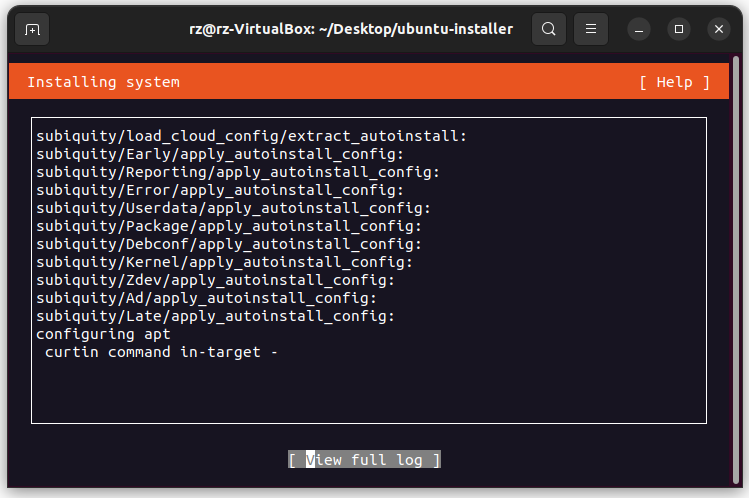 rz@rz-VirtualBox: ~/Desktop/ubuntu-installer
Installing system [ Help ]
subiquity/load_cloud_config/extract_autoinstall:
subiquity/Early/apply_autoinstall_config:
subiquity/Reporting/apply_autoinstall_config:
subiquity/Error/apply_autoinstall_config:
subiquity/Userdata/apply_autoinstall_config:
subiquity/Package/apply_autoinstall_config:
subiquity/Debconf/apply_autoinstall_config:
subiquity/Kernel/apply_autoinstall_config:
subiquity/Zdev/apply_autoinstall_config:
subiquity/Ad/apply_autoinstall_config:
subiquity/Late/apply_autoinstall_config:
configuring apt
 curtin command in-target -
[ View full log ]